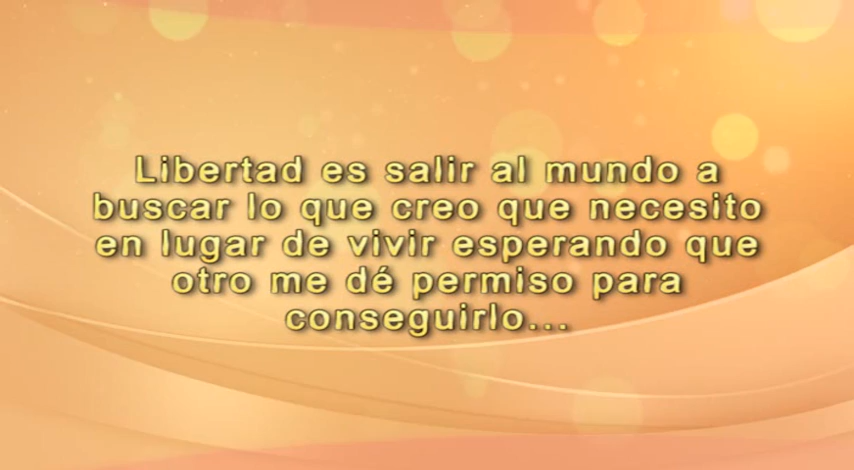 Libertad es salir al mundo a
buscar lo que creo que necesito
en lugar de vivir esperando que
otro me dé permiso para
conseguirlo...